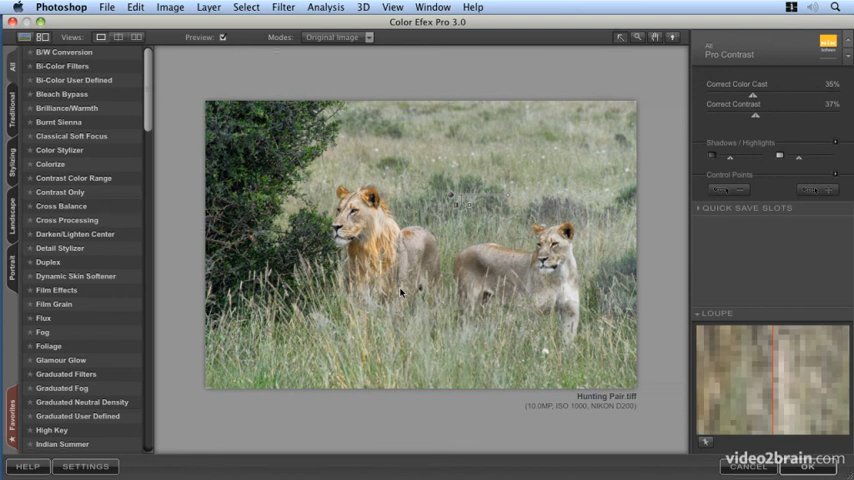 Photoshop File Edit Image Layer Select Filter Analysis 3D View Window Help
Color Efex Pro 3.0
Views: Preview: Modes: Original Image
All
Traditional
Stylizing
Landscape
Portrait
Favorites
B/W Conversion
Bi-Color Filters
Bi-Color User Defined
Bleach Bypass
Brilliance/Warmth
Burnt Sienna
Classical Soft Focus
Color Stylizer
Colorize
Contrast Color Range
Contrast Only
Cross Balance
Cross Processing
Darken/Lighten Center
Detail Stylizer
Duplex
Dynamic Skin Softener
Film Effects
Film Grain
Flux
Fog
Foliage
Glamour Glow
Graduated Filters
Graduated Fog
Graduated Neutral Density
Graduated User Defined
High Key
Indian Summer
HELP SETTINGS
Hunting Pair.tiff
(10.0MP, ISO 1000, NIKON D200)
All
Pro Contrast
Correct Color Cast 35%
Correct Contrast 37%
Shadows / Highlights
Control Points
QUICK SAVE SLOTS
LOUPE
video2brain.com
CANCEL OK